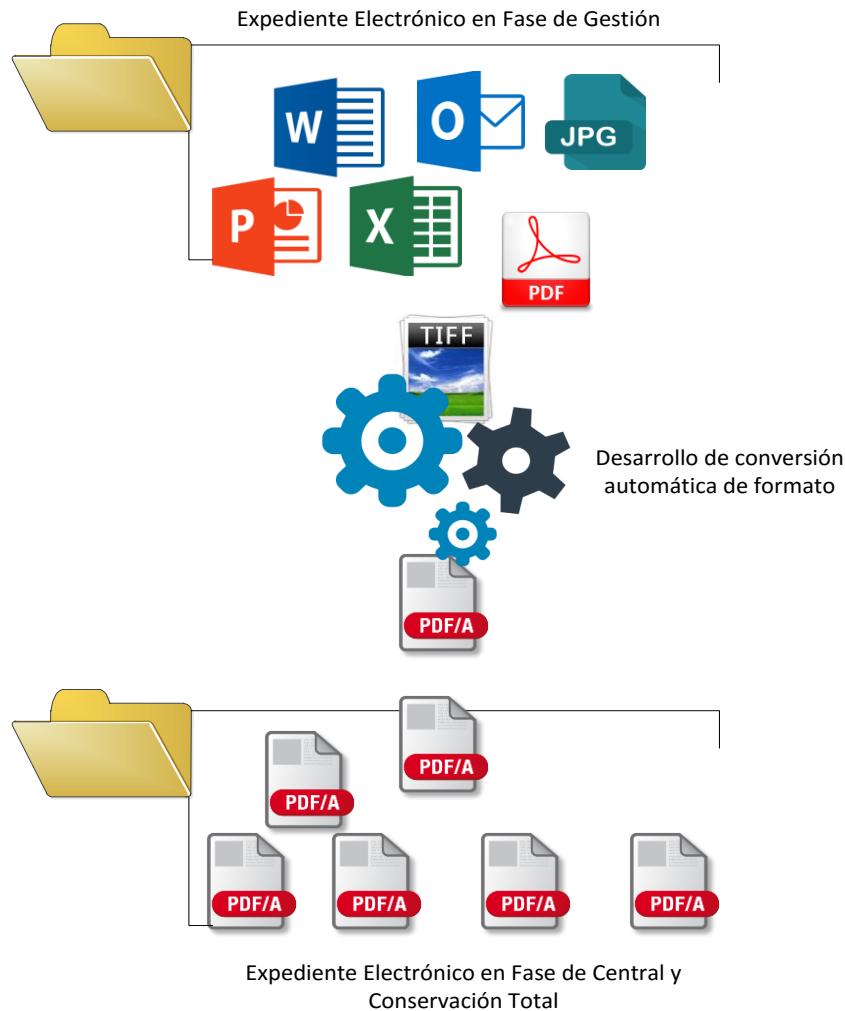 Expediente Electrónico en Fase de Gestión
W
O
JPG
P
X
PDF
TIFF
Desarrollo de conversión
automática de formato
PDF/A
PDF/A
PDF/A
PDF/A
PDF/A
PDF/A
PDF/A
Expediente Electrónico en Fase de Central y
Conservación Total